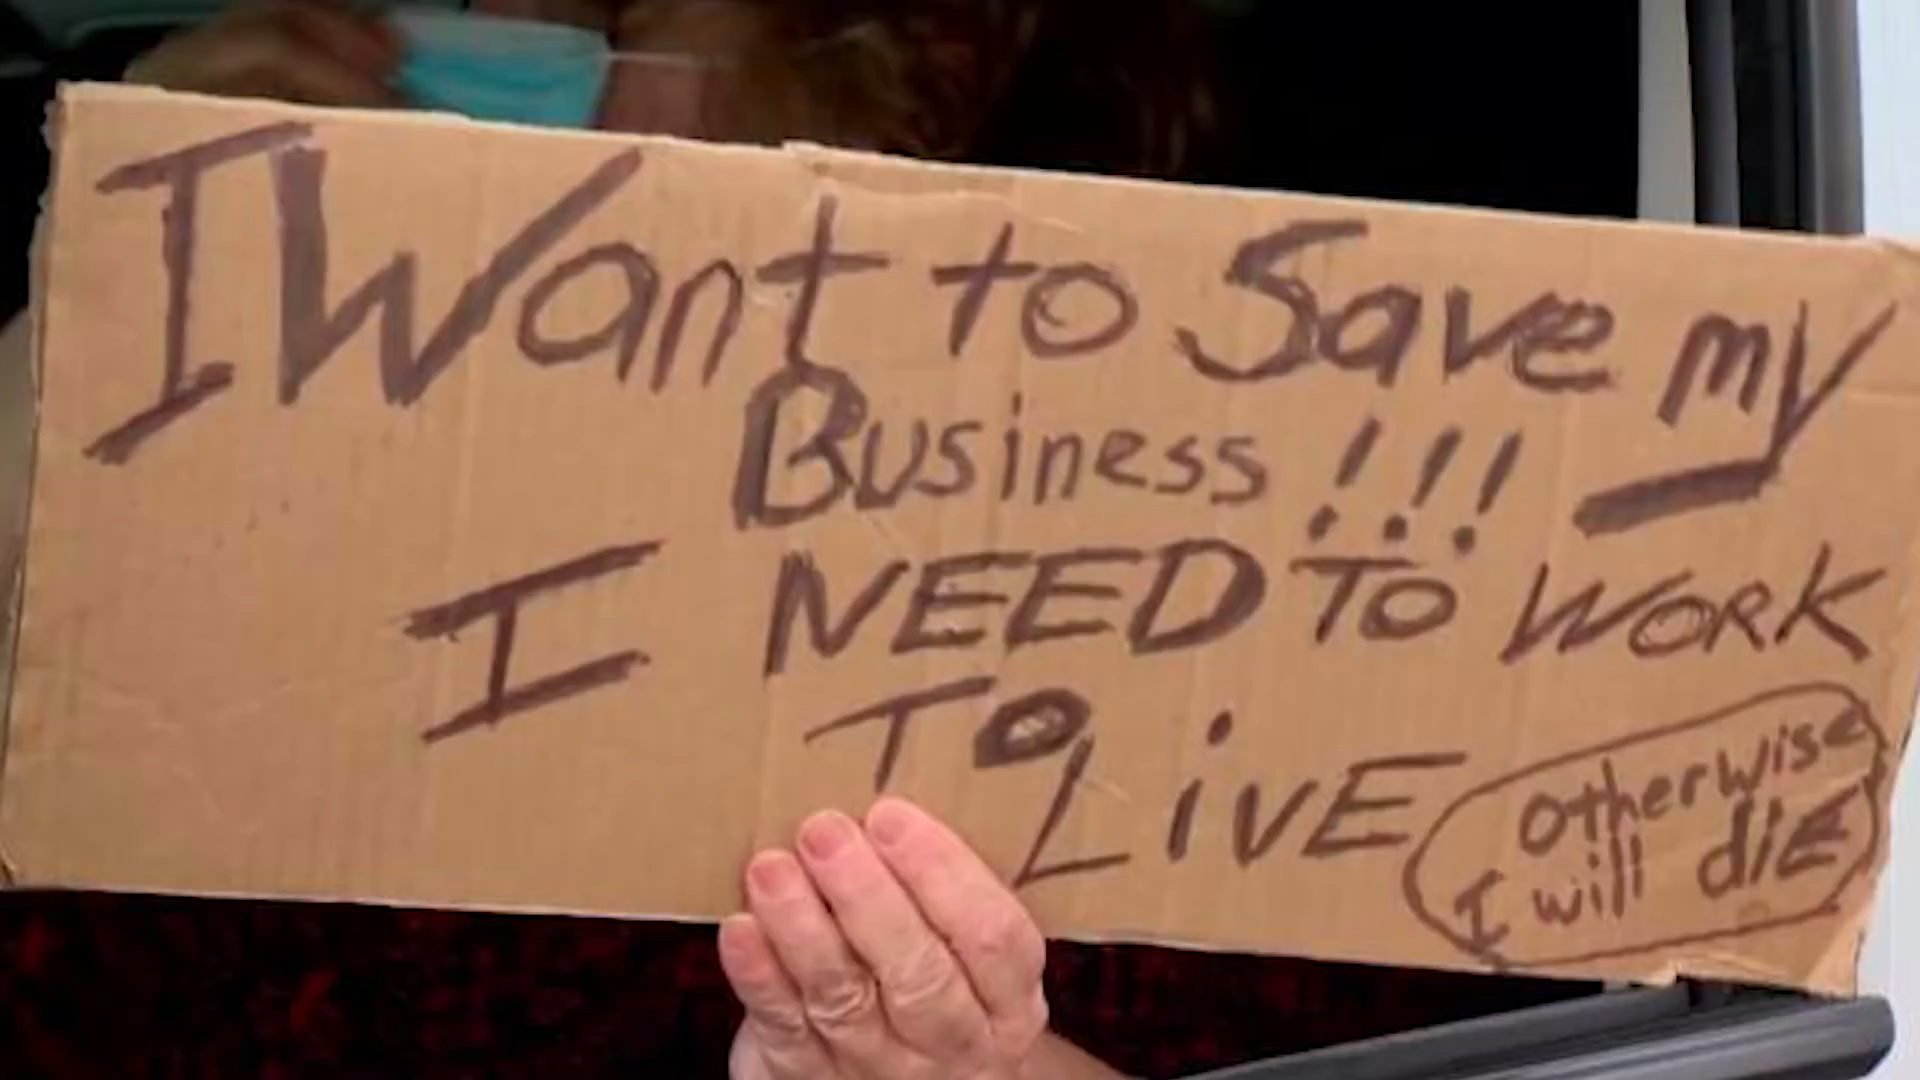 I Want to Save my
Business!!!
I NEED TO WORK
TO LiVE
otherwise
I will diE